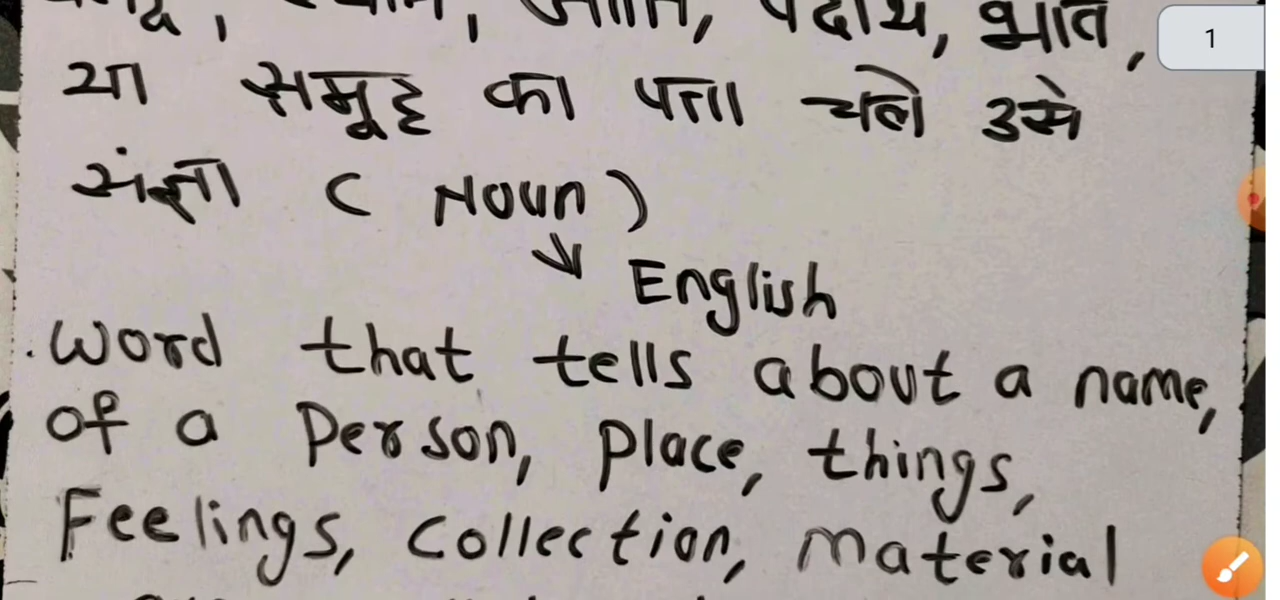 जाति, पदार्थ, भाव,
या समूह का पता चले उसे
संज्ञा ( Noun )
↓ English
. Word that tells about a name,
of a Person, place, things,
Feelings, collection, material
1